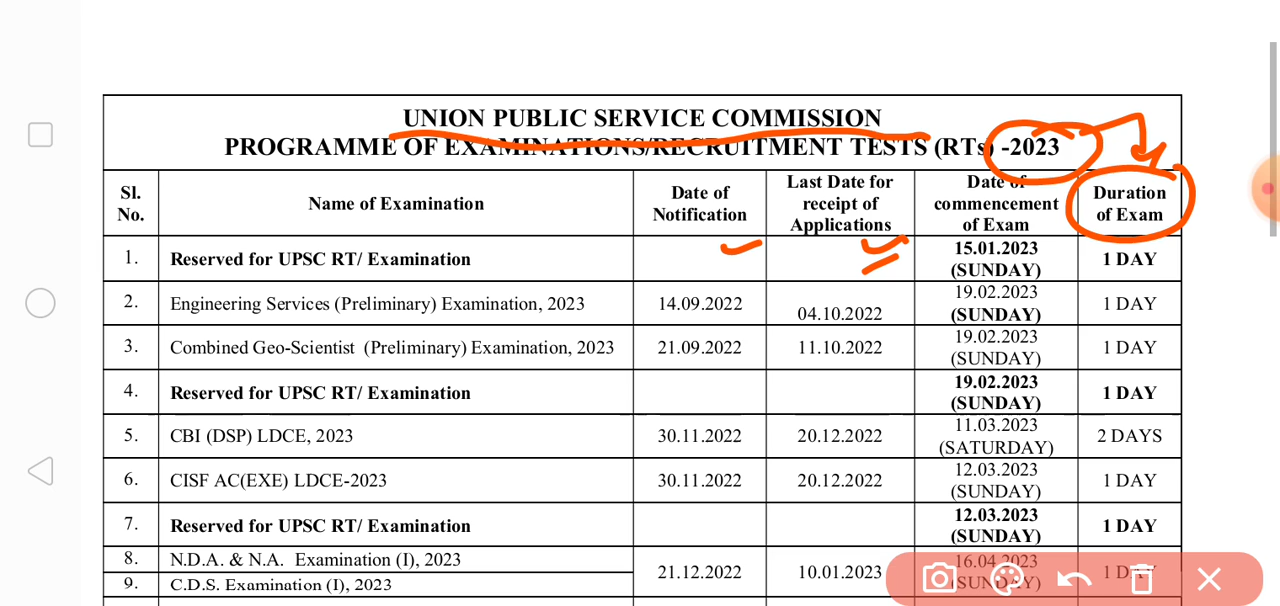 UNION PUBLIC SERVICE COMMISSION
PROGRAMME OF EXAMINATIONS/RECRUITMENT TESTS (RTs) -2023
Sl. No. Name of Examination Date of Notification Last Date for receipt of Applications Date of commencement of Exam Duration of Exam
1. Reserved for UPSC RT/ Examination 15.01.2023 (SUNDAY) 1 DAY
2. Engineering Services (Preliminary) Examination, 2023 14.09.2022 04.10.2022 19.02.2023 (SUNDAY) 1 DAY
3. Combined Geo-Scientist (Preliminary) Examination, 2023 21.09.2022 11.10.2022 19.02.2023 (SUNDAY) 1 DAY
4. Reserved for UPSC RT/ Examination 19.02.2023 (SUNDAY) 1 DAY
5. CBI (DSP) LDCE, 2023 30.11.2022 20.12.2022 11.03.2023 (SATURDAY) 2 DAYS
6. CISF AC(EXE) LDCE-2023 30.11.2022 20.12.2022 12.03.2023 (SUNDAY) 1 DAY
7. Reserved for UPSC RT/ Examination 12.03.2023 (SUNDAY) 1 DAY
8. N.D.A. & N.A. Examination (I), 2023 21.12.2022 10.01.2023 16.04.2023 (SUNDAY) 1 DAY
9. C.D.S. Examination (I), 2023